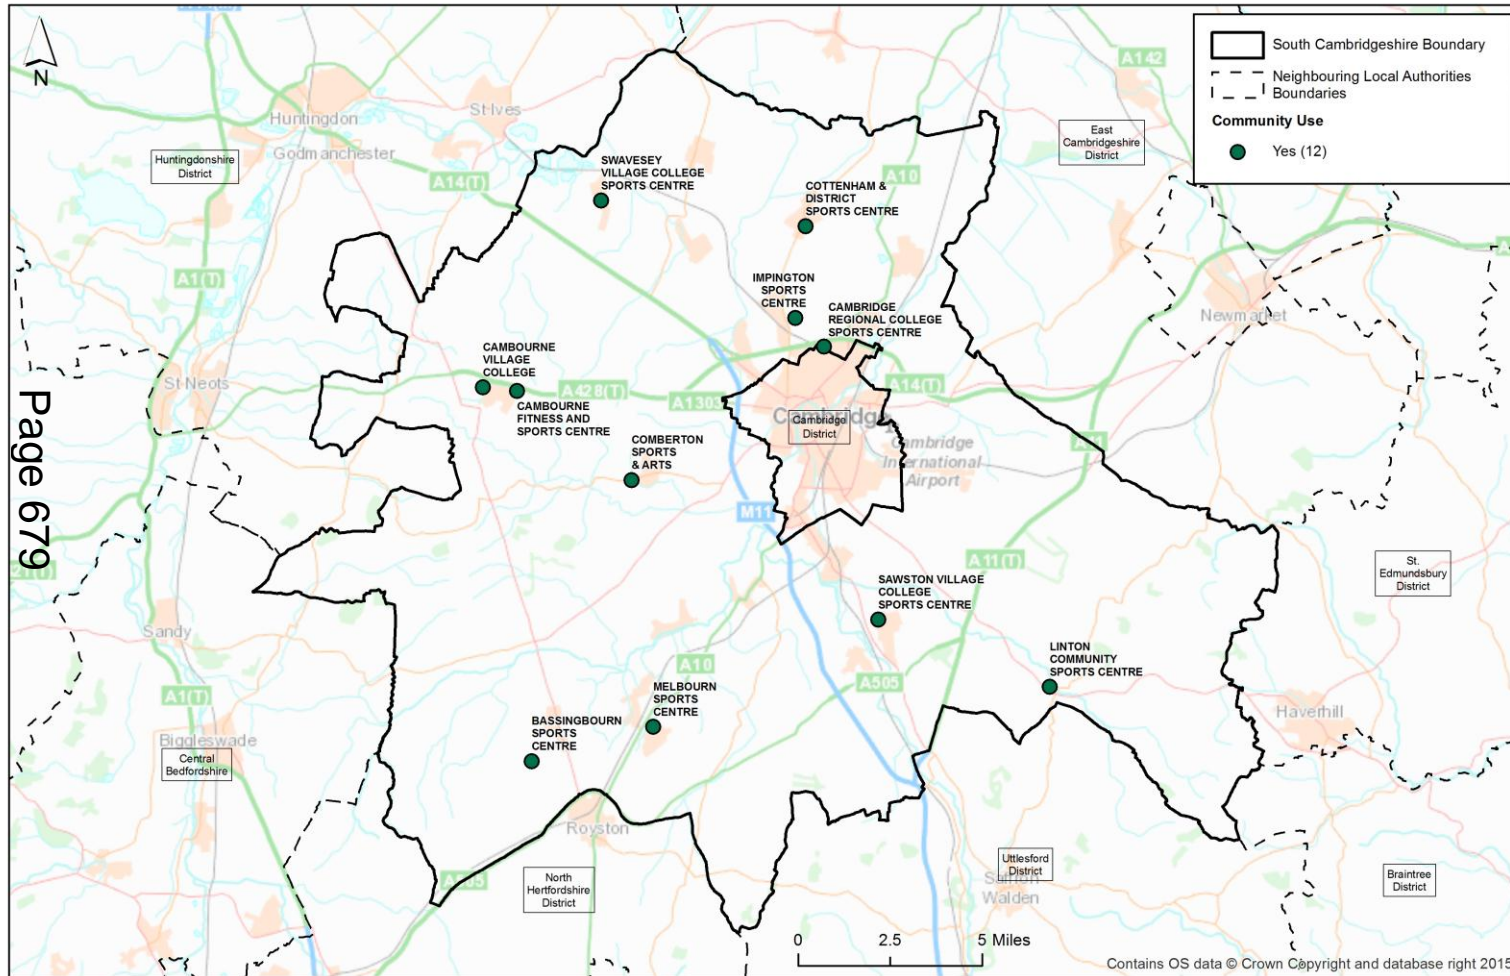 N
Page 679
South Cambridgeshire Boundary
Neighbouring Local Authorities
Boundaries
Community Use
Yes (12)
A142
Huntingdon
St Ives
Godmanchester
Huntingdonshire
District
East
Cambridgeshire
District
A14(T)
A10
SWAVESEY
VILLAGE COLLEGE
SPORTS CENTRE
COTTENHAM &
DISTRICT
SPORTS CENTRE
A1(T)
IMPINGTON
SPORTS
CENTRE
CAMBRIDGE
REGIONAL COLLEGE
SPORTS CENTRE
Newmarket
CAMBOURNE
VILLAGE
COLLEGE
St Neots
A428(T)
A14(T)
CAMBOURNE
FITNESS AND
SPORTS CENTRE
Cambridge
Cambridge
District
Cambridge
International
Airport
COMBERTON
SPORTS
& ARTS
M11
A11(T)
St.
Edmundsbury
District
SAWSTON VILLAGE
COLLEGE
SPORTS CENTRE
Sandy
LINTON
COMMUNITY
SPORTS CENTRE
A10
A505
A1(T)
MELBOURN
SPORTS
CENTRE
BASSINGBOURN
SPORTS
CENTRE
Haverhill
Biggleswade
Central
Bedfordshire
Royston
North
Hertfordshire
District
Uttlesford
District
Walden
Braintree
District
0 2.5 5 Miles
Contains OS data © Crown Copyright and database right 2015